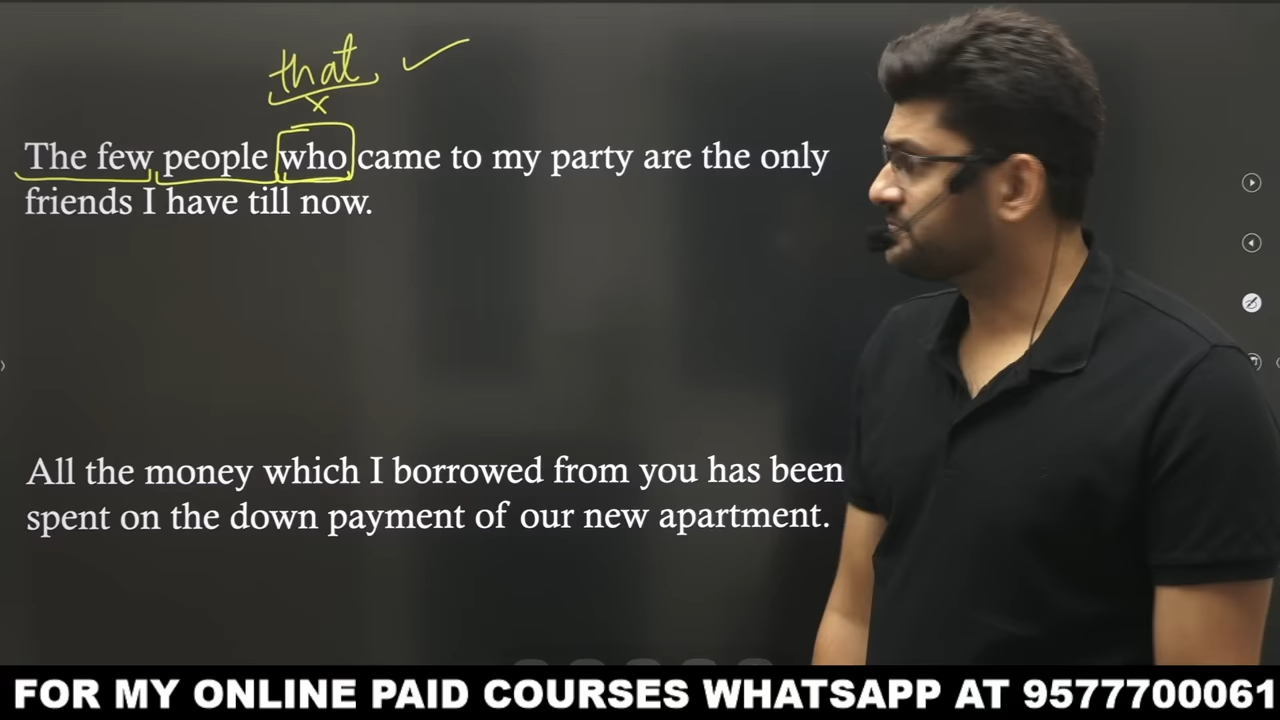 that ✓
x
The few people who came to my party are the only
friends I have till now.
All the money which I borrowed from you has been
spent on the down payment of our new apartment.
FOR MY ONLINE PAID COURSES WHATSAPP AT 9577700061